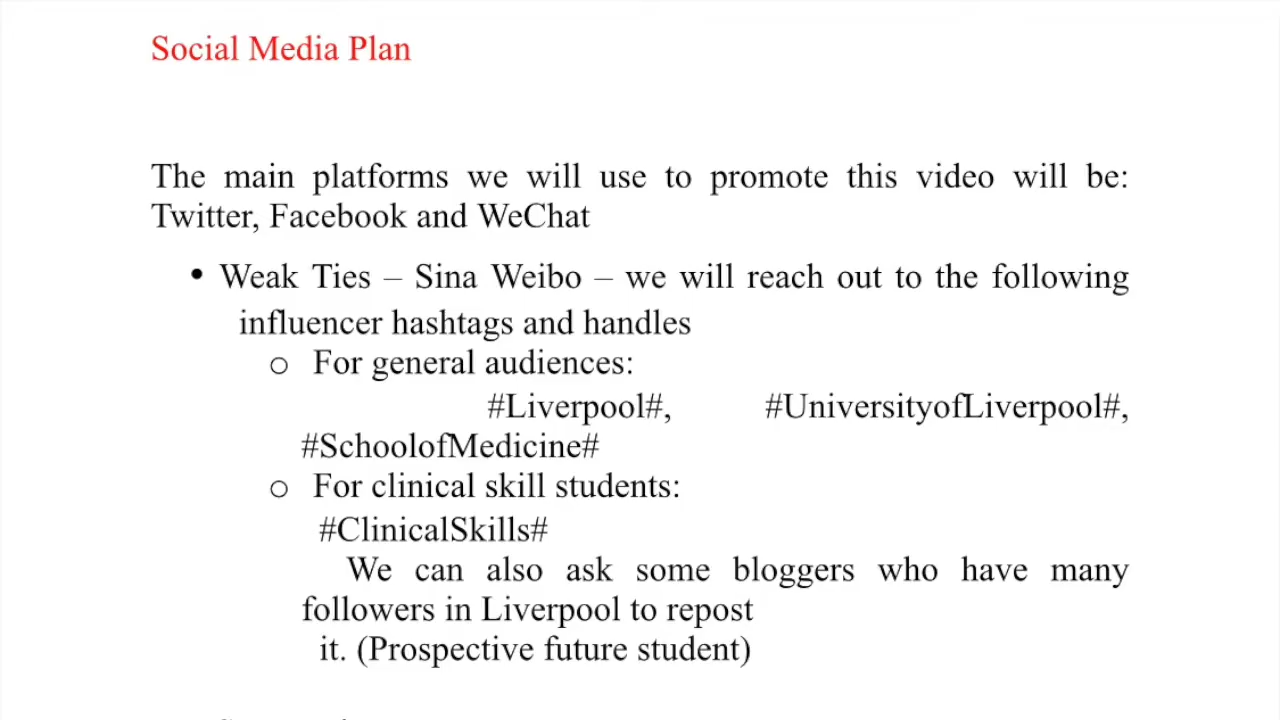 Social Media Plan
The main platforms we will use to promote this video will be:
Twitter, Facebook and WeChat
• Weak Ties – Sina Weibo – we will reach out to the following
influencer hashtags and handles
o For general audiences:
#Liverpool#, #UniversityofLiverpool#,
#SchoolofMedicine#
o For clinical skill students:
#ClinicalSkills#
We can also ask some bloggers who have many
followers in Liverpool to repost
it. (Prospective future student)